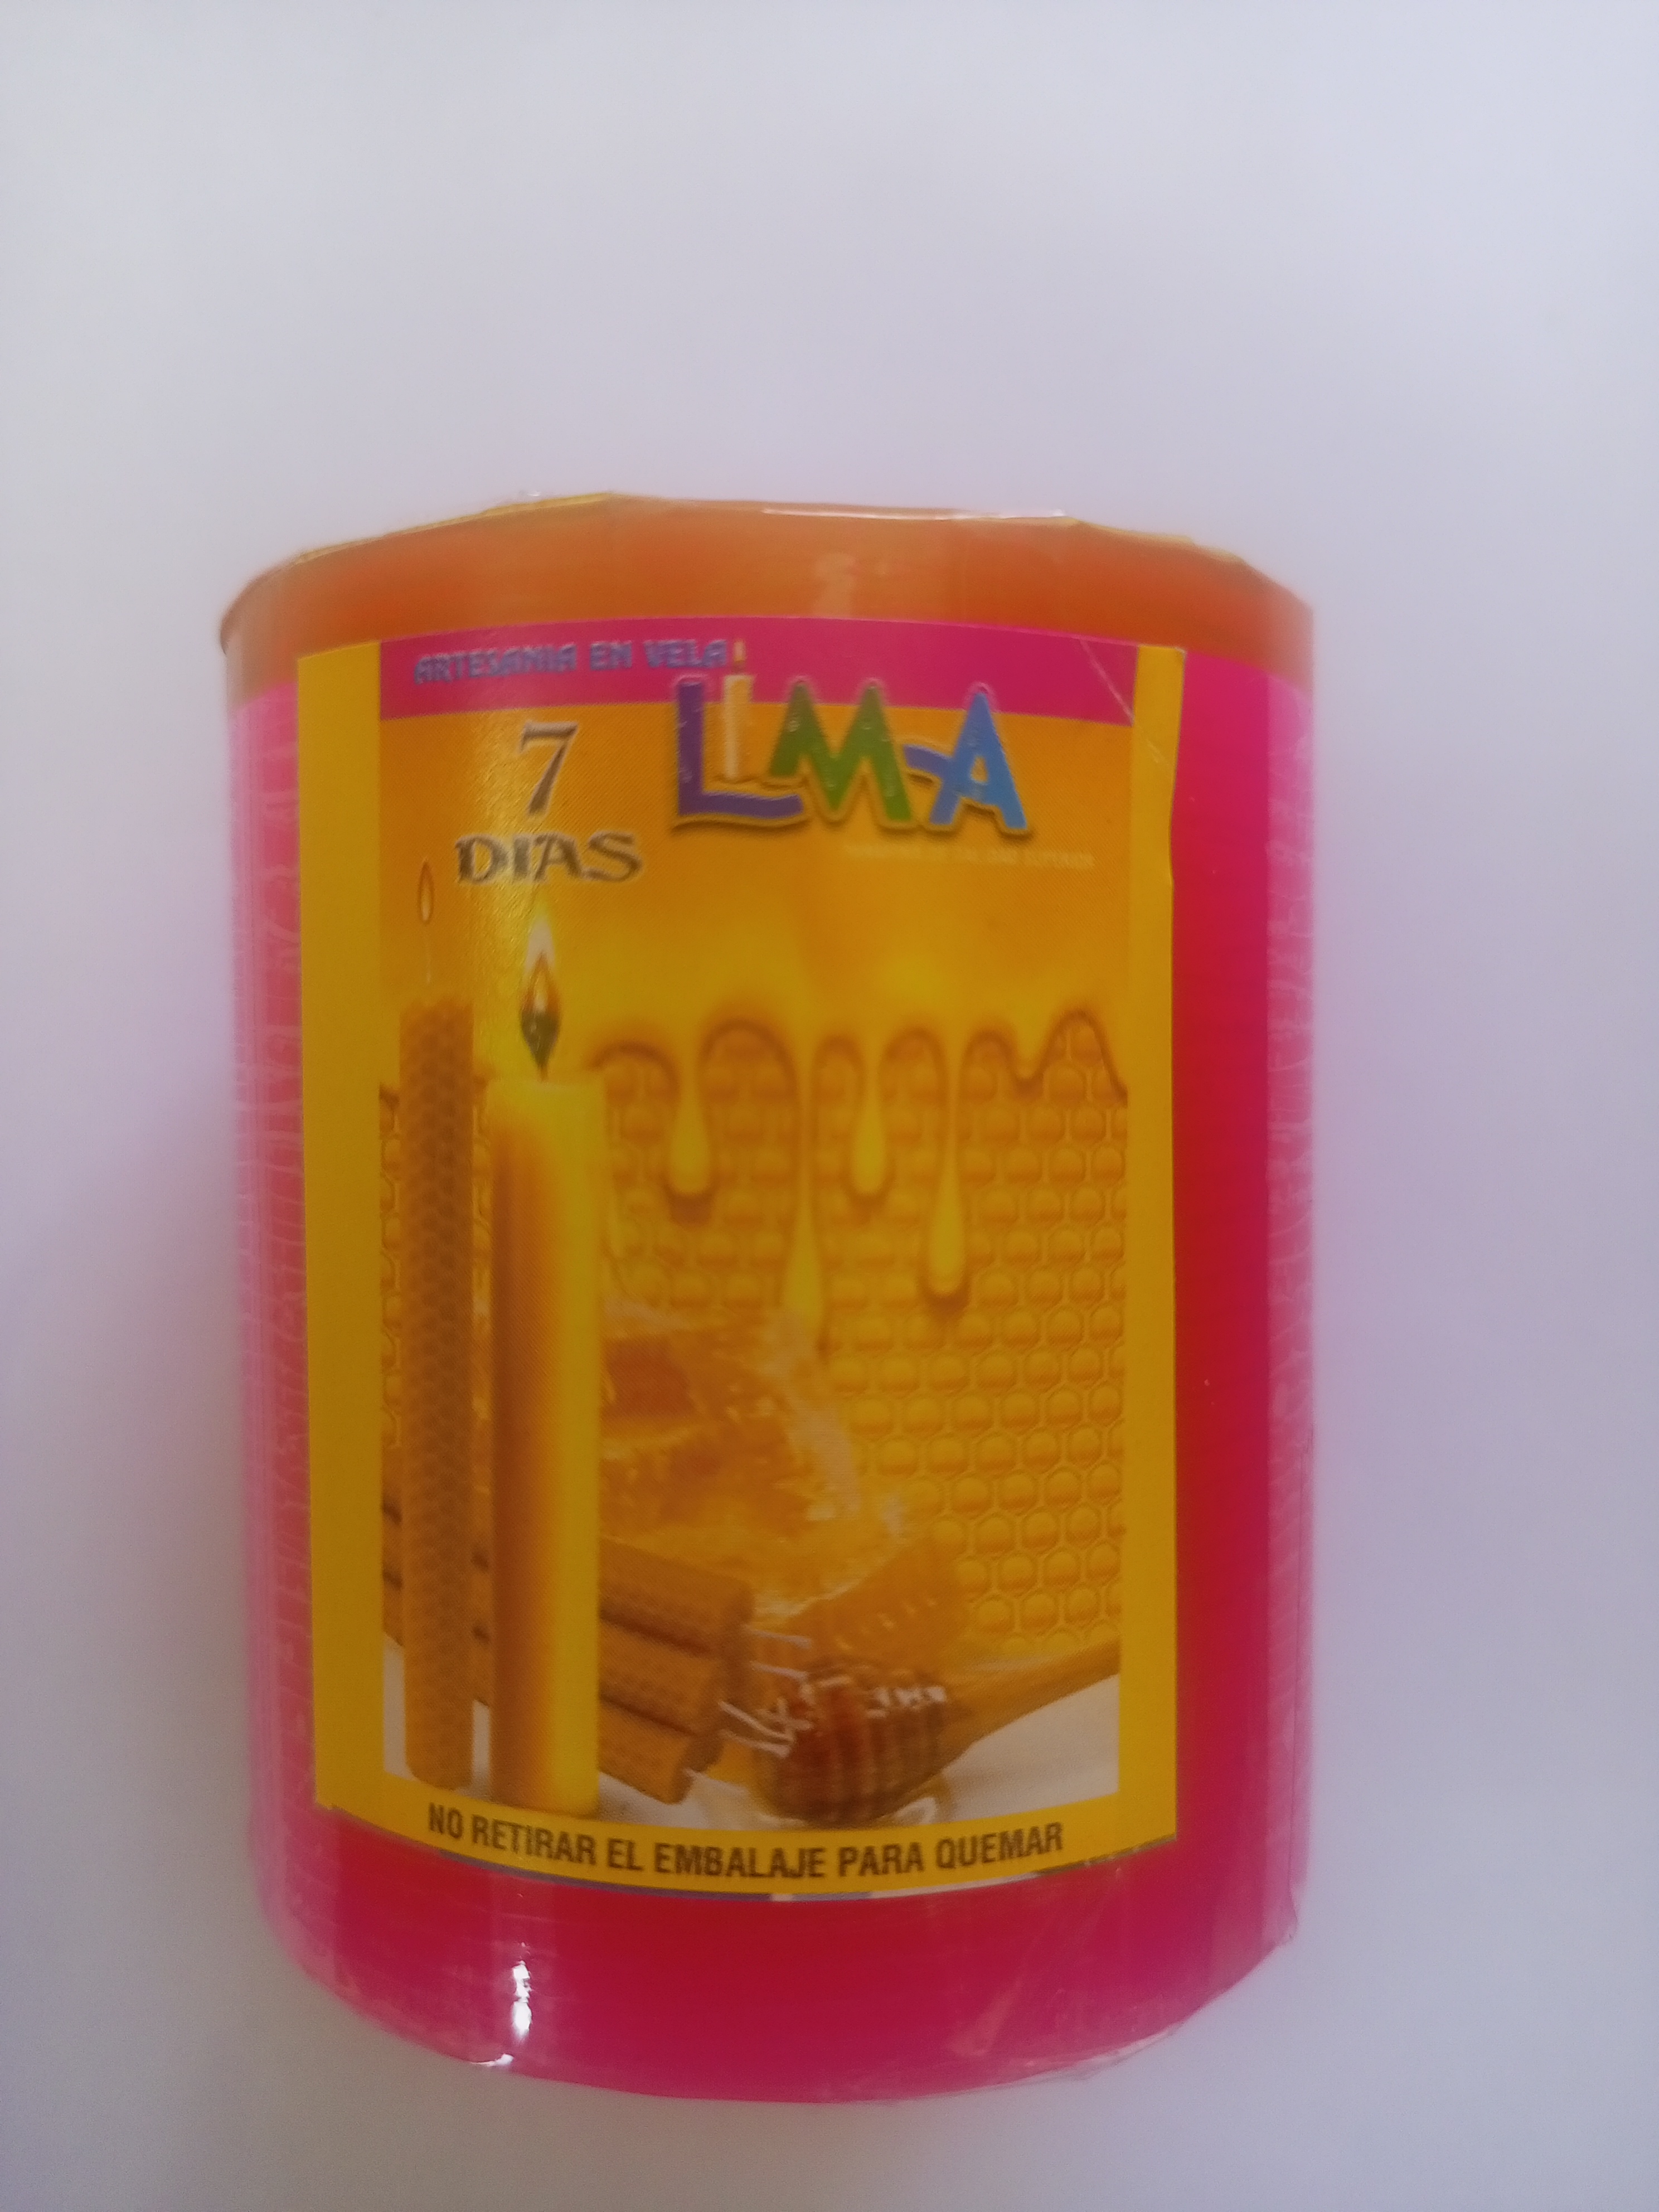 ARTESANIA EN VELA
LIMA
7
DIAS
NO RETIRAR EL EMBALAJE PARA QUEMAR